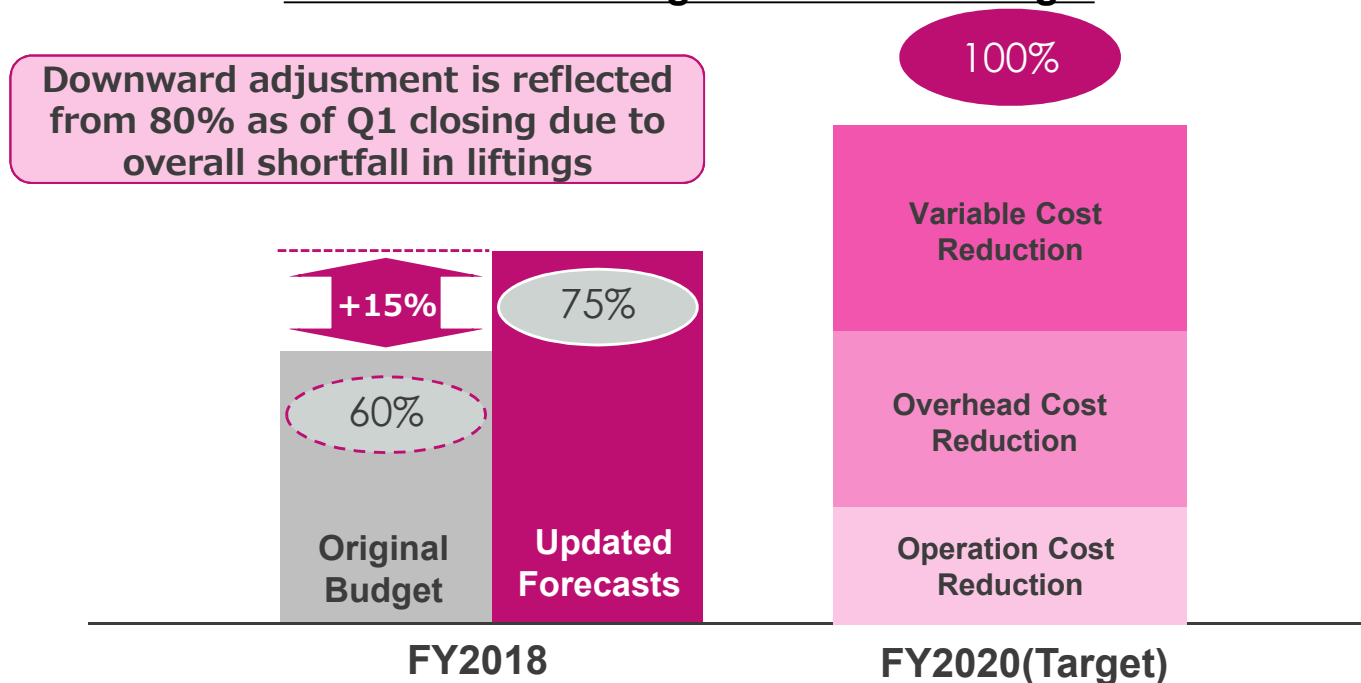 100%
Downward adjustment is reflected
from 80% as of Q1 closing due to
overall shortfall in liftings
Variable Cost
Reduction
+15%
75%
60%
Overhead Cost
Reduction
Original
Budget
Updated
Forecasts
Operation Cost
Reduction
FY2018
FY2020(Target)